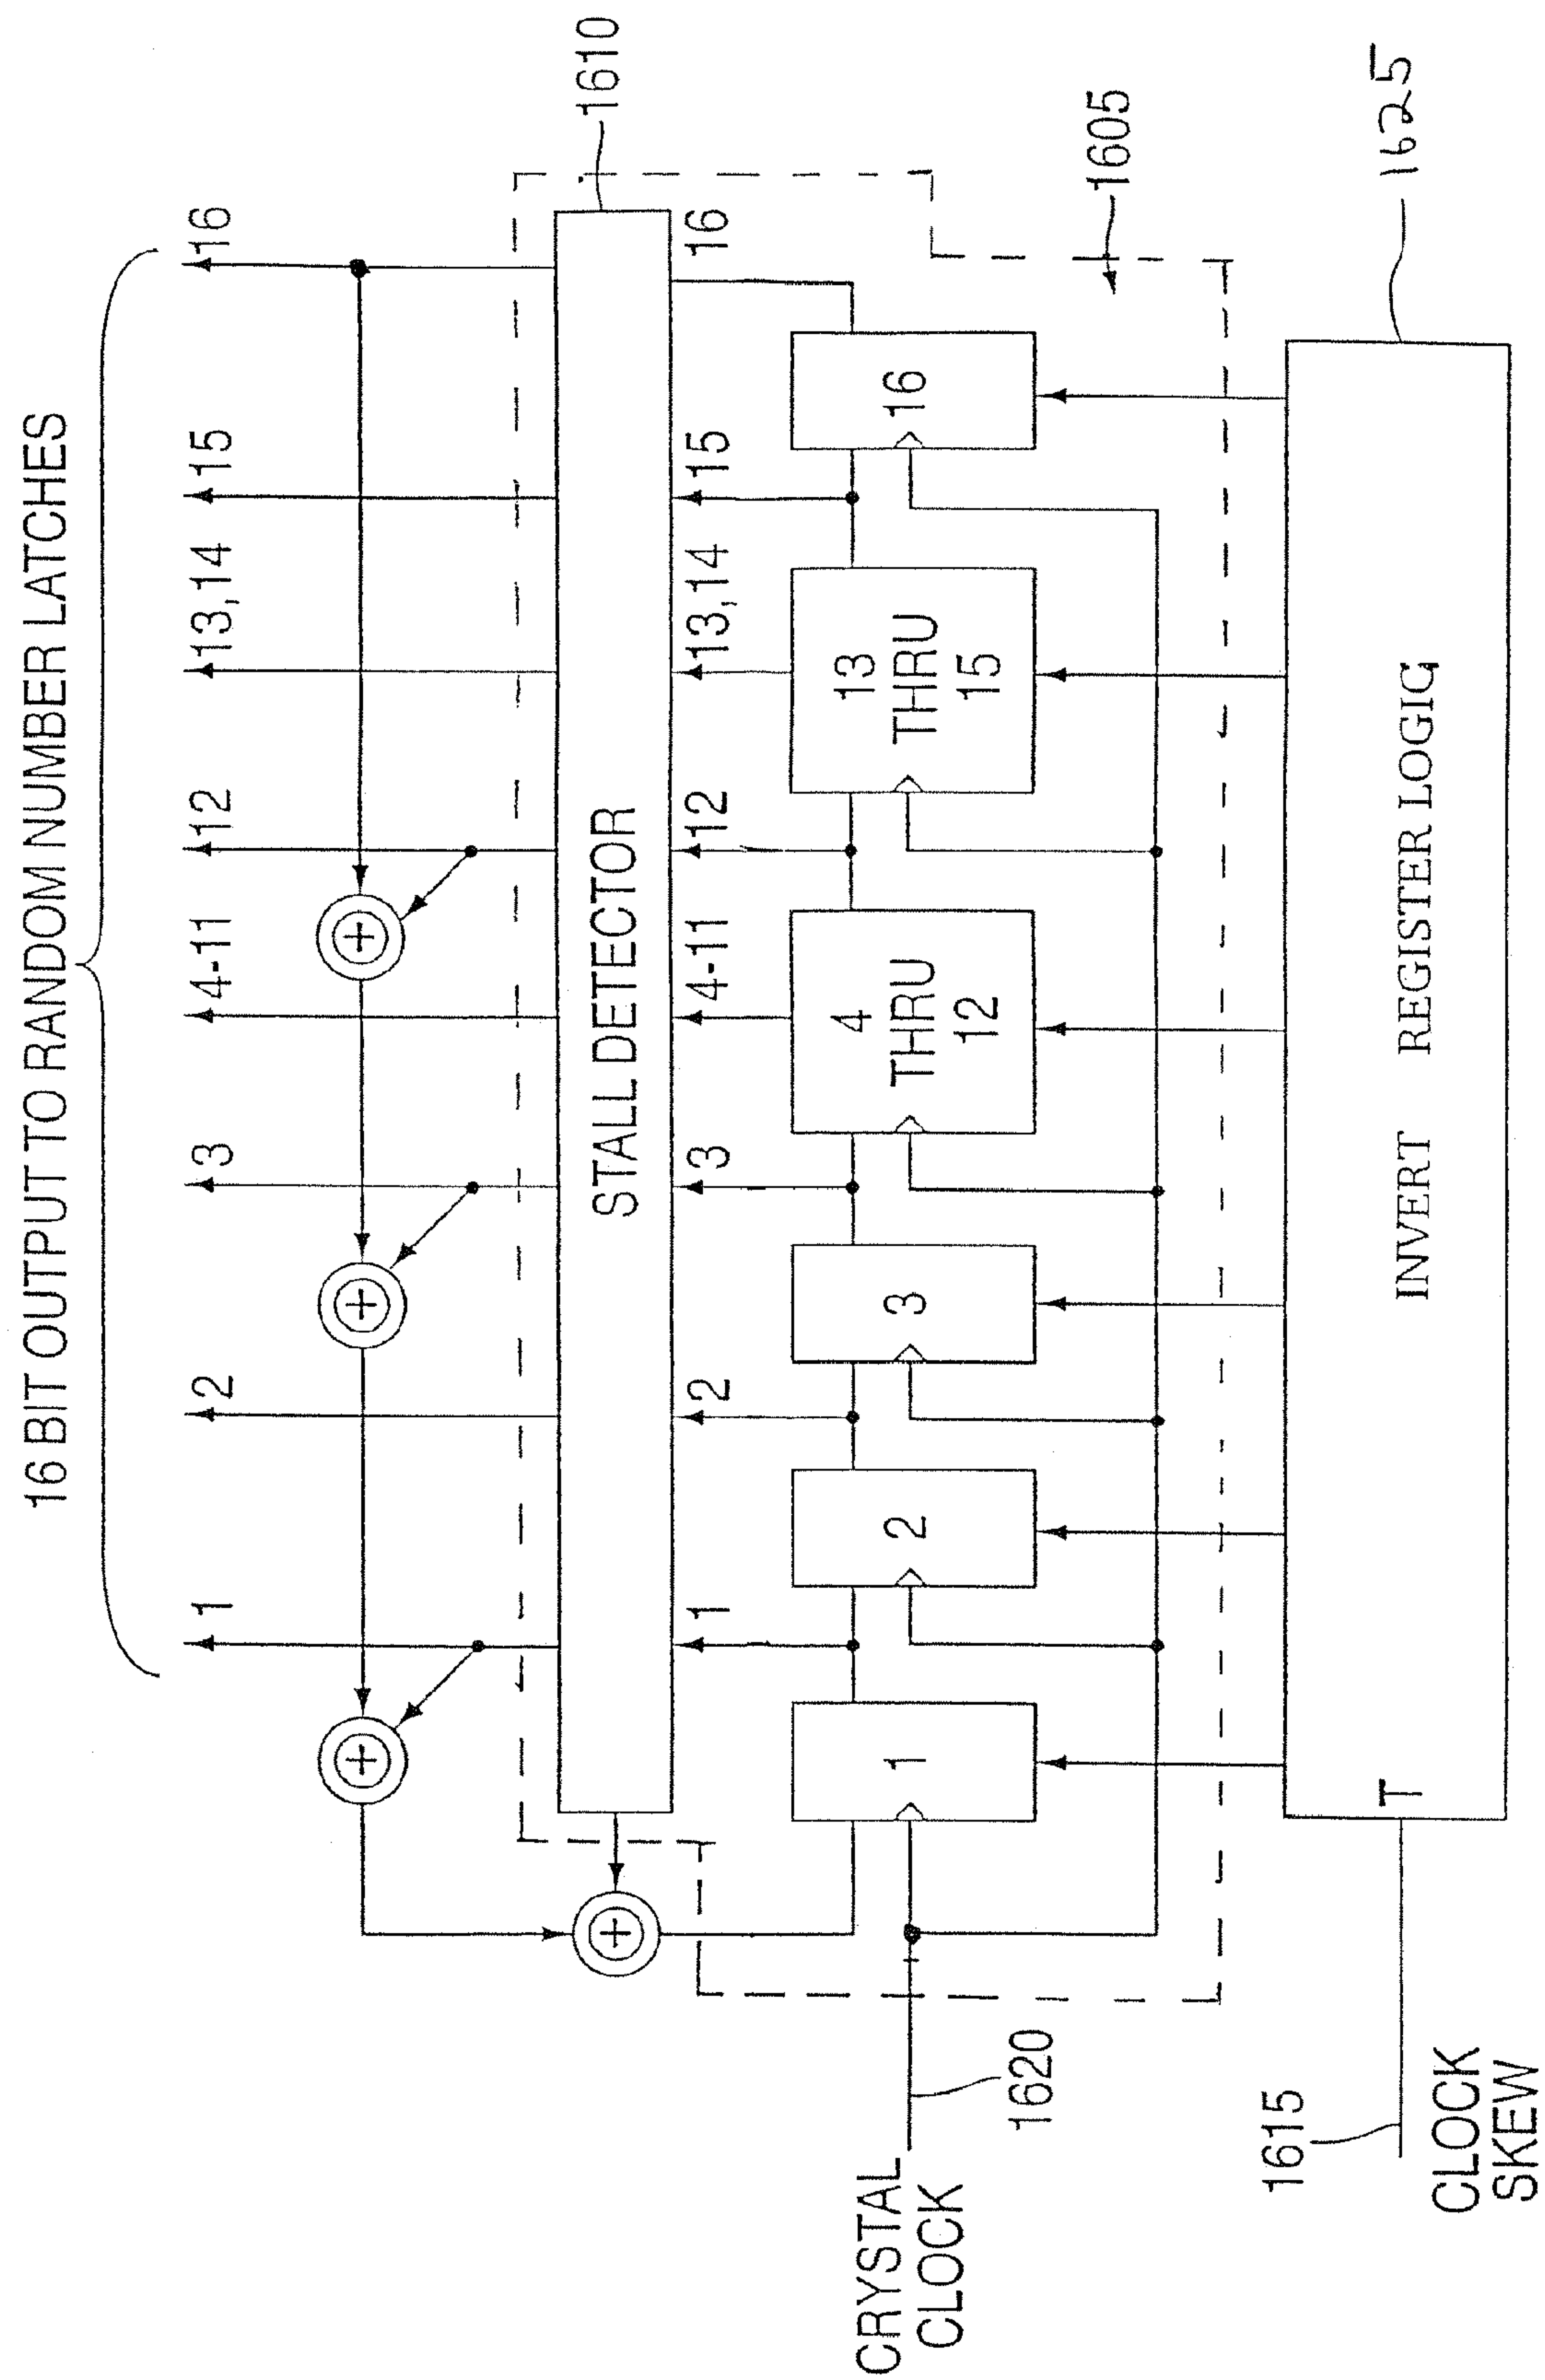 16 BIT OUTPUT TO RANDOM NUMBER LATCHES
1
2
3
4-11
12
13,14
15
16
1610
STALL DETECTOR
1
2
3
4-11
12
13,14
15
16
1
2
3
4
THRU
12
13
THRU
15
16
1605
CRYSTAL
CLOCK
1620
1625
T
INVERT REGISTER LOGIC
1615
CLOCK
SKEW